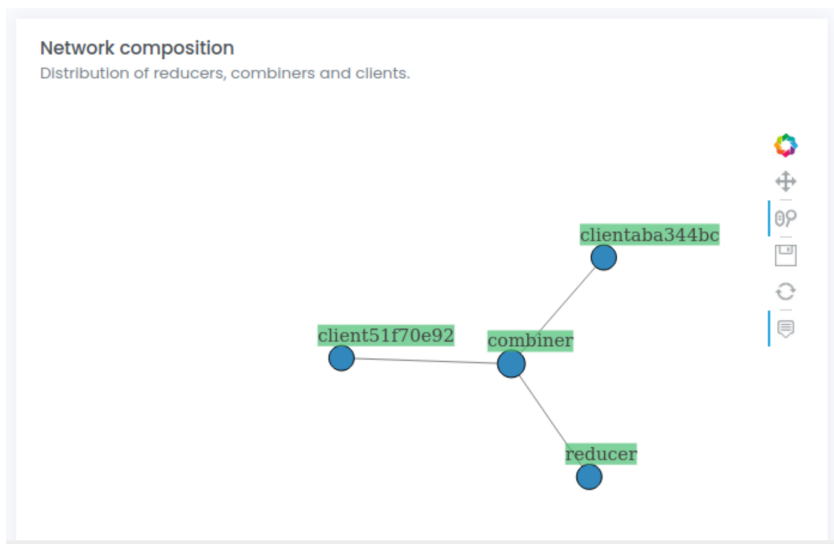 Network composition
Distribution of reducers, combiners and clients.
clientaba344bc
client51f70e92
combiner
reducer